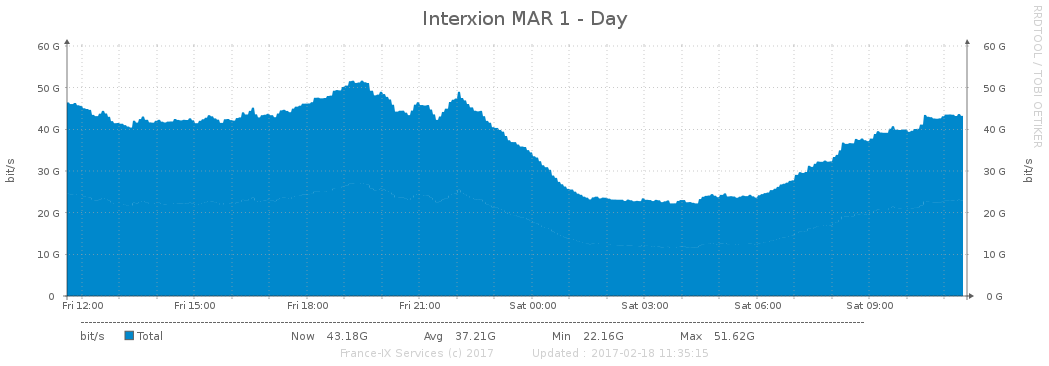 Interxion MAR 1 - Day
RRDTOOL / TOBI OETIKER
bit/s
bit/s
60 G 60 G
50 G 50 G
40 G 40 G
30 G 30 G
20 G 20 G
10 G 10 G
0 0 G
Fri 12:00 Fri 15:00 Fri 18:00 Fri 21:00 Sat 00:00 Sat 03:00 Sat 06:00 Sat 09:00
bit/s Total Now 43.18G Avg 37.21G Min 22.16G Max 51.62G
France-IX Services (c) 2017 Updated : 2017-02-18 11:35:15